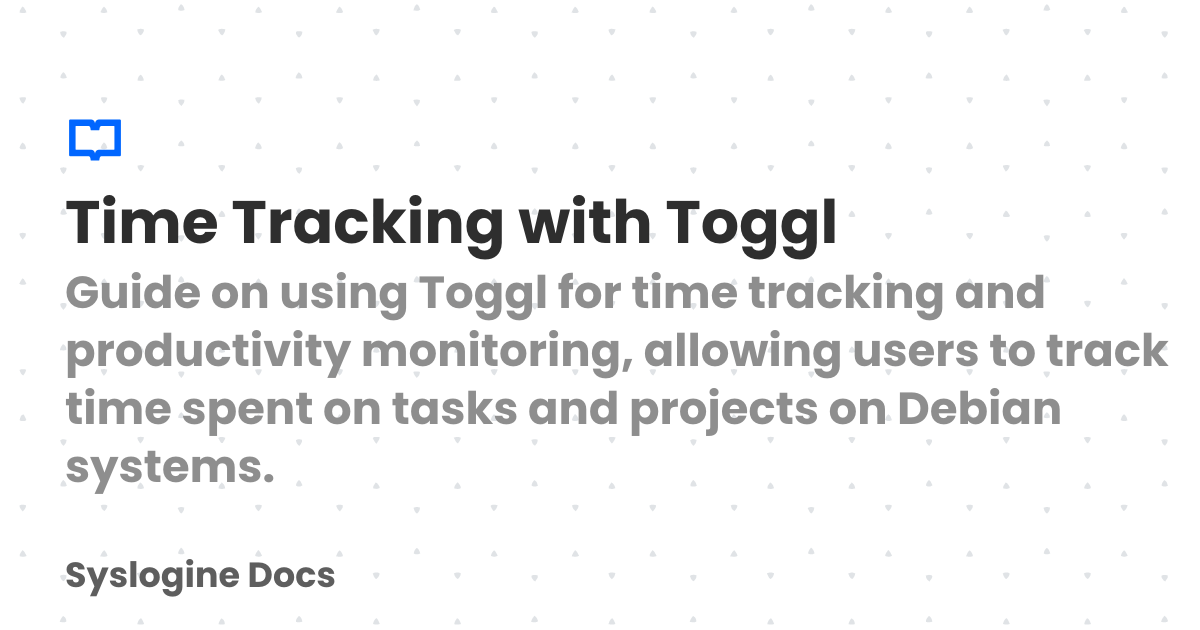 Time Tracking with Toggl
Guide on using Toggl for time tracking and
productivity monitoring, allowing users to track
time spent on tasks and projects on Debian
systems.
Syslogine Docs